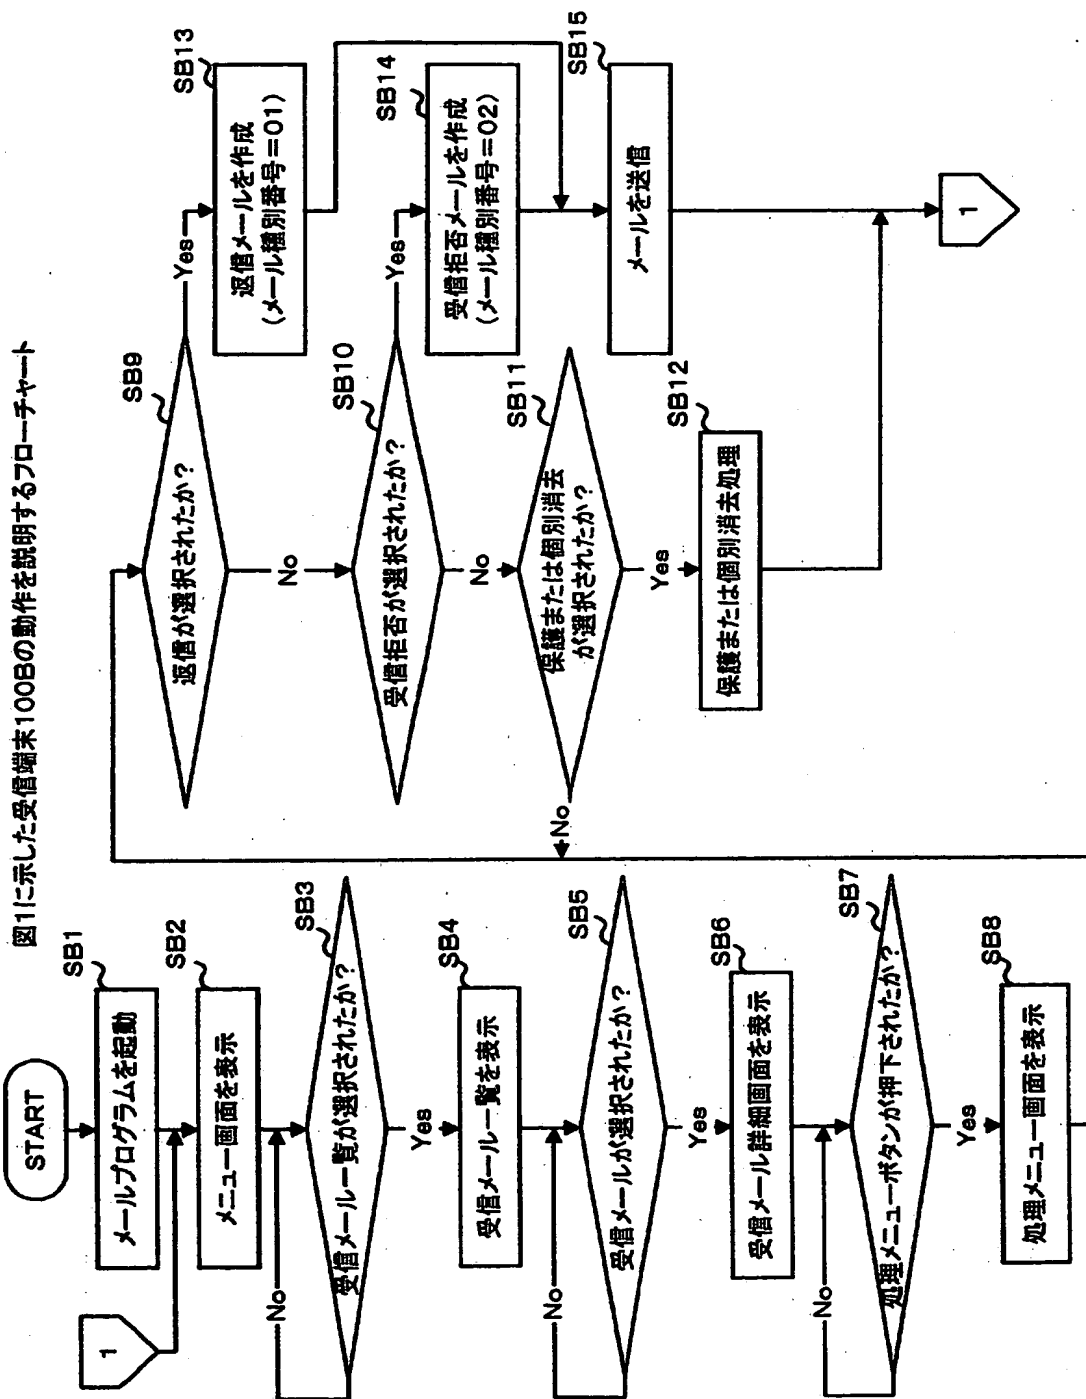 図1に示した受信端末100Bの動作を説明するフローチャート
START
SB1
メールプログラムを起動
1
SB2
メニュー画面を表示
SB3
受信メール一覧が選択されたか?
No
Yes
SB4
受信メール一覧を表示
SB5
受信メールが選択されたか?
No
Yes
SB6
受信メール詳細画面を表示
SB7
処理メニューボタンが押下されたか?
No
Yes
SB8
処理メニュー画面を表示
SB9
返信が選択されたか?
Yes
No
SB13
返信メールを作成
(メール種別番号=01)
SB10
受信拒否が選択されたか?
Yes
No
SB14
受信拒否メールを作成
(メール種別番号=02)
SB11
保護または個別消去
が選択されたか?
No
Yes
SB15
メールを送信
SB12
保護または個別消去処理
1